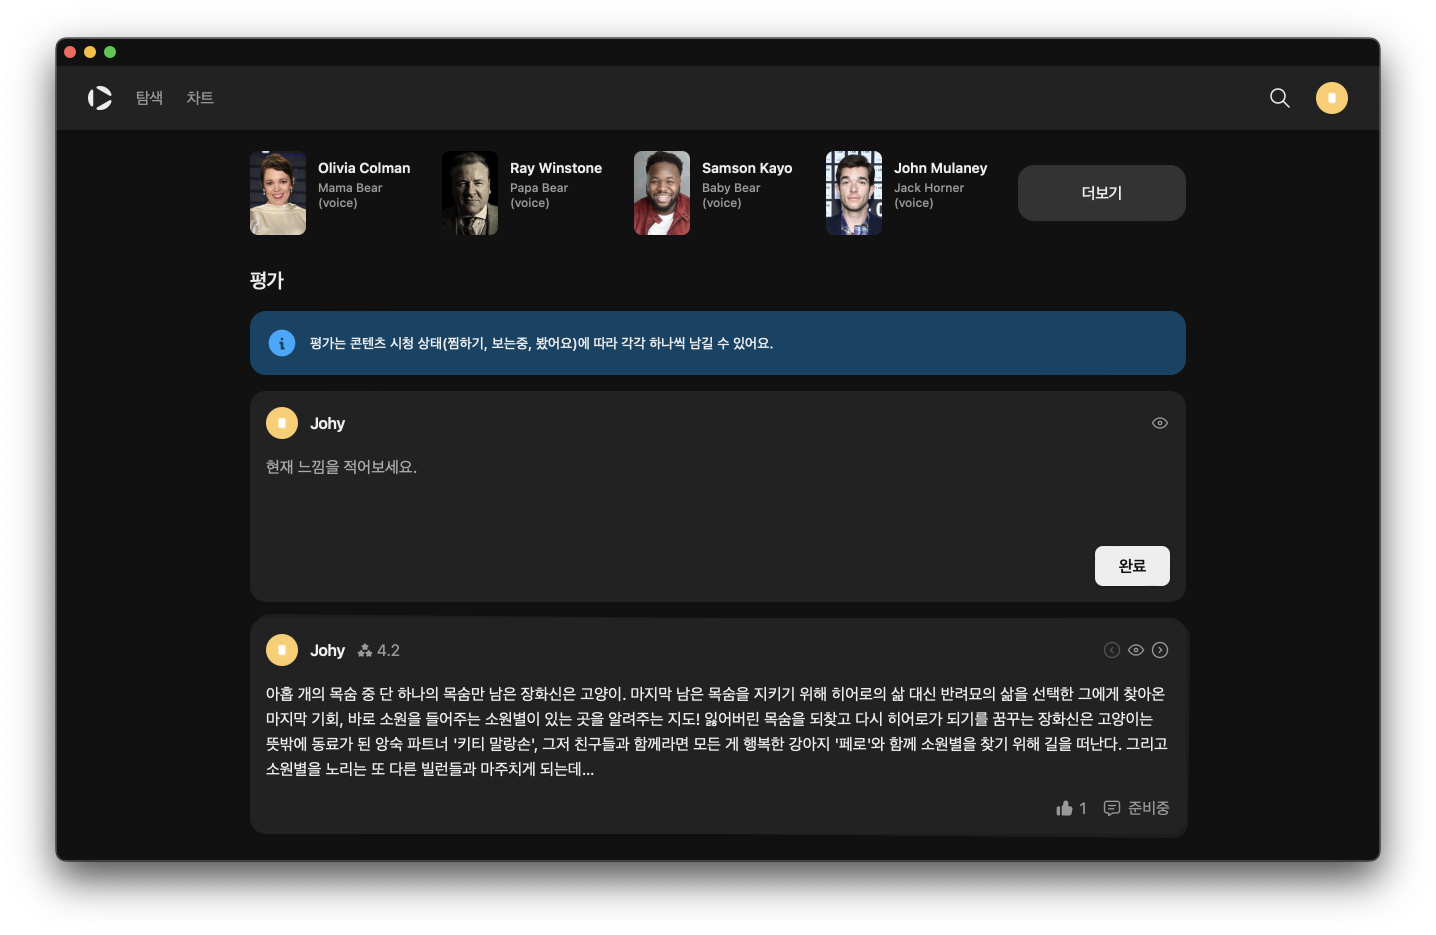 탐색 차트
Olivia Colman
Mama Bear
(voice)
Ray Winstone
Papa Bear
(voice)
Samson Kayo
Baby Bear
(voice)
John Mulaney
Jack Horner
(voice)
더보기
평가
평가는 콘텐츠 시청 상태(찜하기, 보는중, 봤어요)에 따라 각각 하나씩 남길 수 있어요.
Johy
현재 느낌을 적어보세요.
완료
Johy 4.2
아홉 개의 목숨 중 단 하나의 목숨만 남은 장화신은 고양이. 마지막 남은 목숨을 지키기 위해 히어로의 삶 대신 반려묘의 삶을 선택한 그에게 찾아온
마지막 기회, 바로 소원을 들어주는 소원별이 있는 곳을 알려주는 지도! 잃어버린 목숨을 되찾고 다시 히어로가 되기를 꿈꾸는 장화신은 고양이는
뜻밖에 동료가 된 앙숙 파트너 '키티 말랑손', 그저 친구들과 함께라면 모든 게 행복한 강아지 '페로'와 함께 소원별을 찾기 위해 길을 떠난다. 그리고
소원별을 노리는 또 다른 빌런들과 마주치게 되는데...
1 준비중